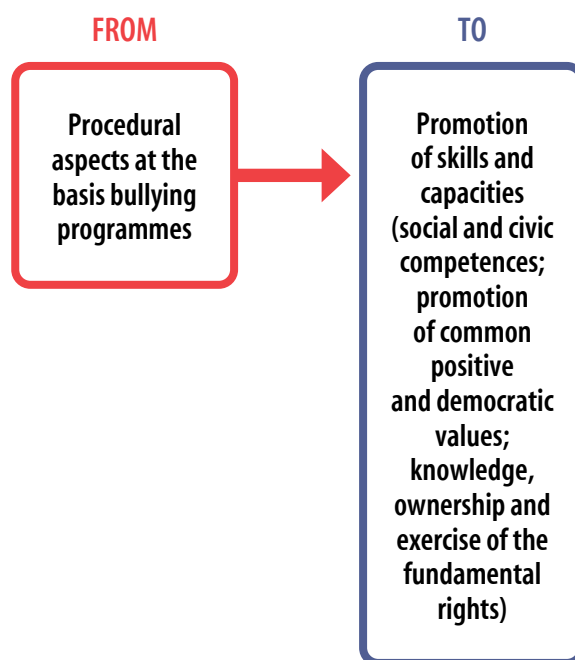 FROM
Procedural
aspects at the
basis bullying
programmes
TO
Promotion
of skills and
capacities
(social and civic
competences;
promotion
of common
positive
and democratic
values;
knowledge,
ownership and
exercise of the
fundamental
rights)